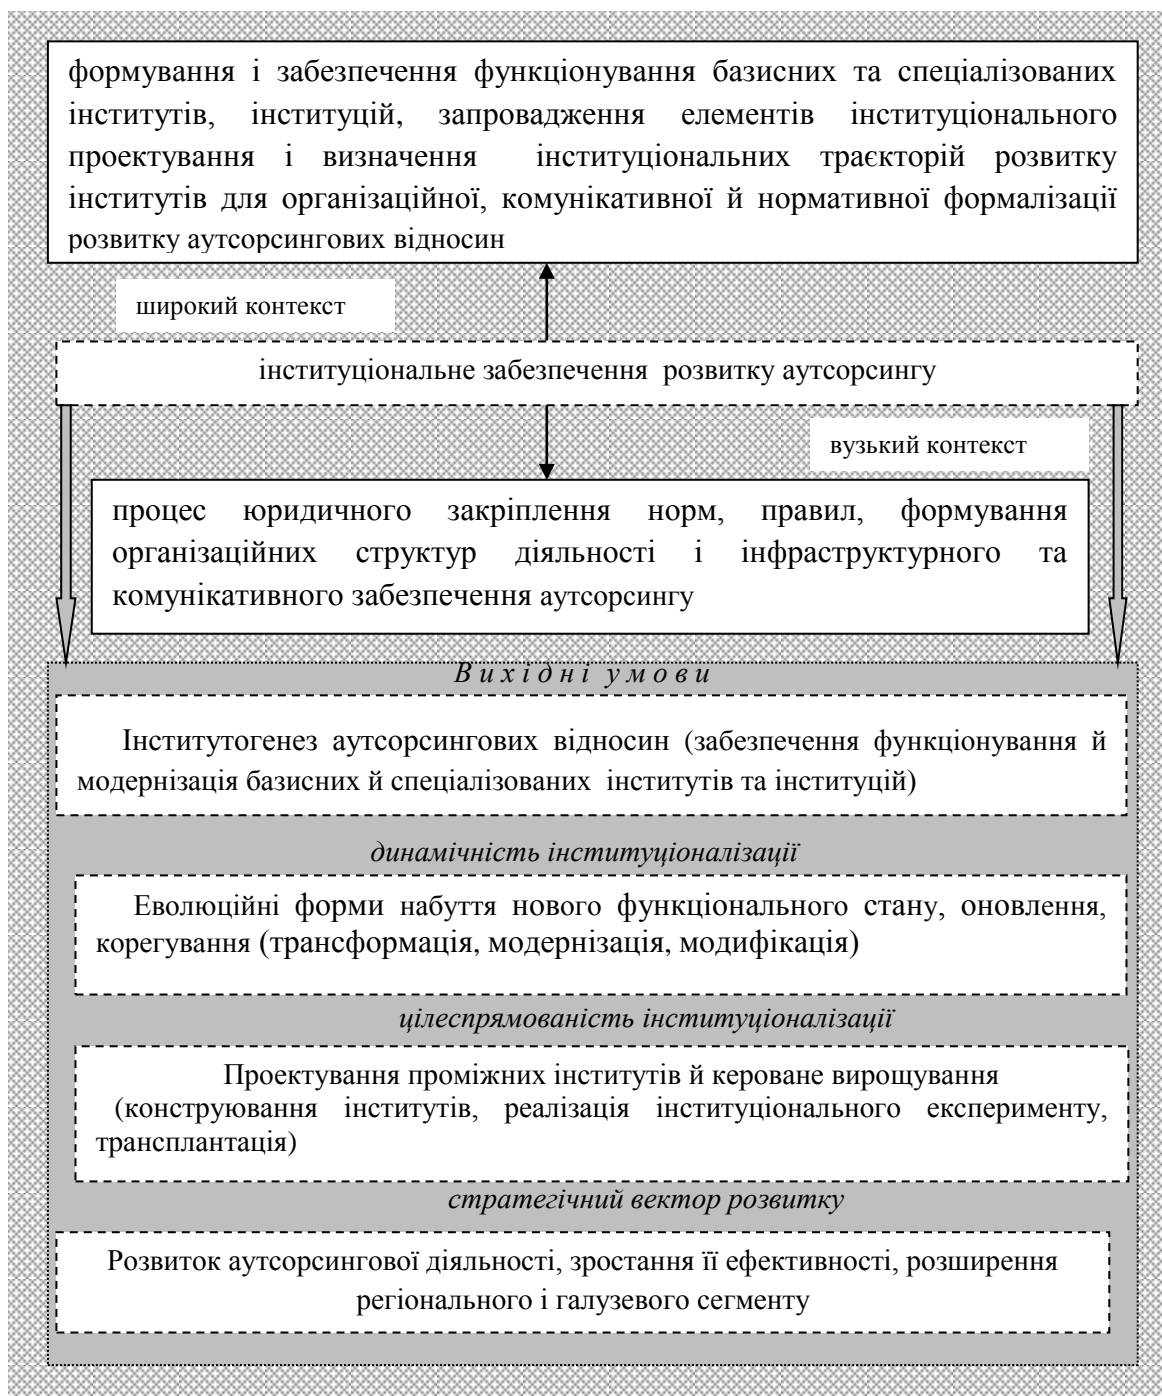 формування і забезпечення функціонування базисних та спеціалізованих
інститутів, інституцій, запровадження елементів інституціонального
проектування і визначення інституціональних траєкторій розвитку
інститутів для організаційної, комунікативної й нормативної формалізації
розвитку аутсорсингових відносин
широкий контекст
інституціональне забезпечення розвитку аутсорсингу
вузький контекст
процес юридичного закріплення норм, правил, формування
організаційних структур діяльності і інфраструктурного та
комунікативного забезпечення аутсорсингу
Вихідні умови
Інститутогенез аутсорсингових відносин (забезпечення функціонування й
модернізація базисних й спеціалізованих інститутів та інституцій)
динамічність інституціоналізації
Еволюційні форми набуття нового функціонального стану, оновлення,
корегування (трансформація, модернізація, модифікація)
цілеспрямованість інституціоналізації
Проектування проміжних інститутів й кероване вирощування
(конструювання інститутів, реалізація інституціонального експерименту,
трансплантація)
стратегічний вектор розвитку
Розвиток аутсорсингової діяльності, зростання її ефективності, розширення
регіонального і галузевого сегменту